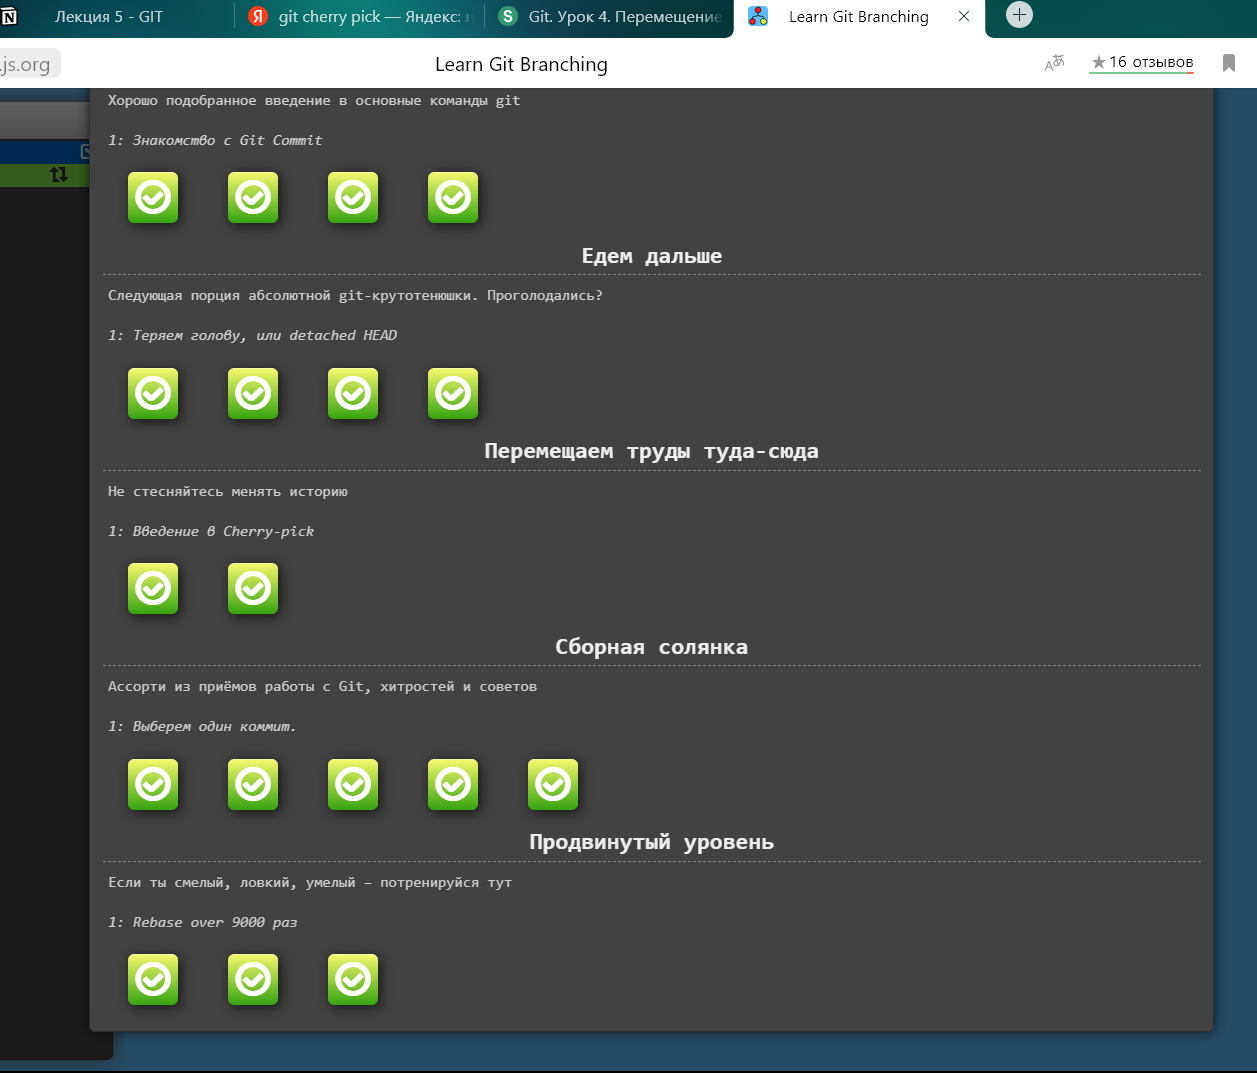 Лекция 5 - GIT
git cherry pick — Яндекс:
Git. Урок 4. Перемещение
Learn Git Branching
.js.org
Learn Git Branching
16 отзывов
Хорошо подобранное введение в основные команды git
1: Знакомство с Git Commit
Едем дальше
Следующая порция абсолютной git-крутотенюшки. Проголодались?
1: Теряем голову, или detached HEAD
Перемещаем труды туда-сюда
Не стесняйтесь менять историю
1: Введение в Cherry-pick
Сборная солянка
Ассорти из приёмов работы с Git, хитростей и советов
1: Выберем один коммит.
Продвинутый уровень
Если ты смелый, ловкий, умелый – потренируйся тут
1: Rebase over 9000 раз